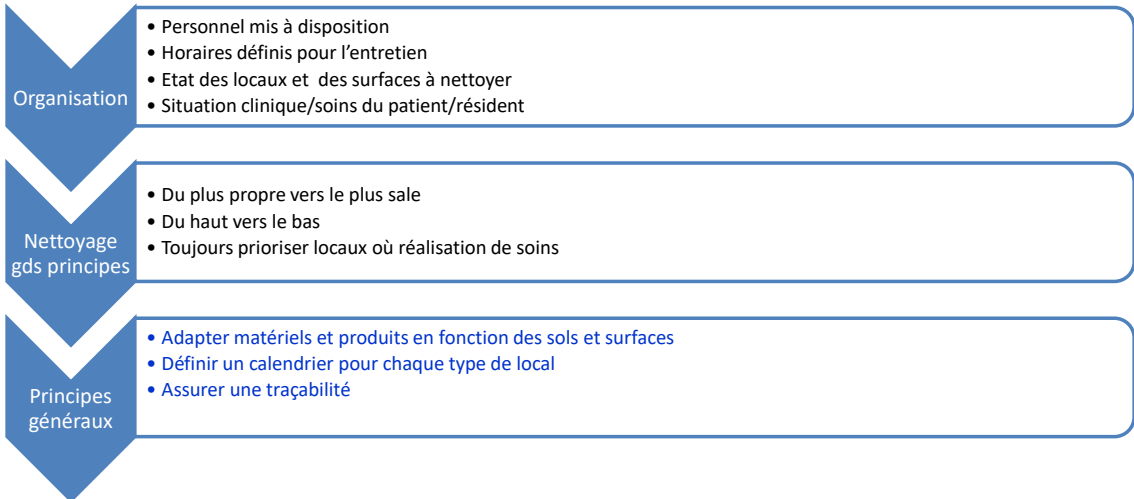 Organisation
• Personnel mis à disposition
• Horaires définis pour l’entretien
• Etat des locaux et  des surfaces à nettoyer
• Situation clinique/soins du patient/résident
Nettoyage
gds principes
• Du plus propre vers le plus sale
• Du haut vers le bas
• Toujours prioriser locaux où réalisation de soins
Principes
généraux
• Adapter matériels et produits en fonction des sols et surfaces
• Définir un calendrier pour chaque type de local
• Assurer une traçabilité